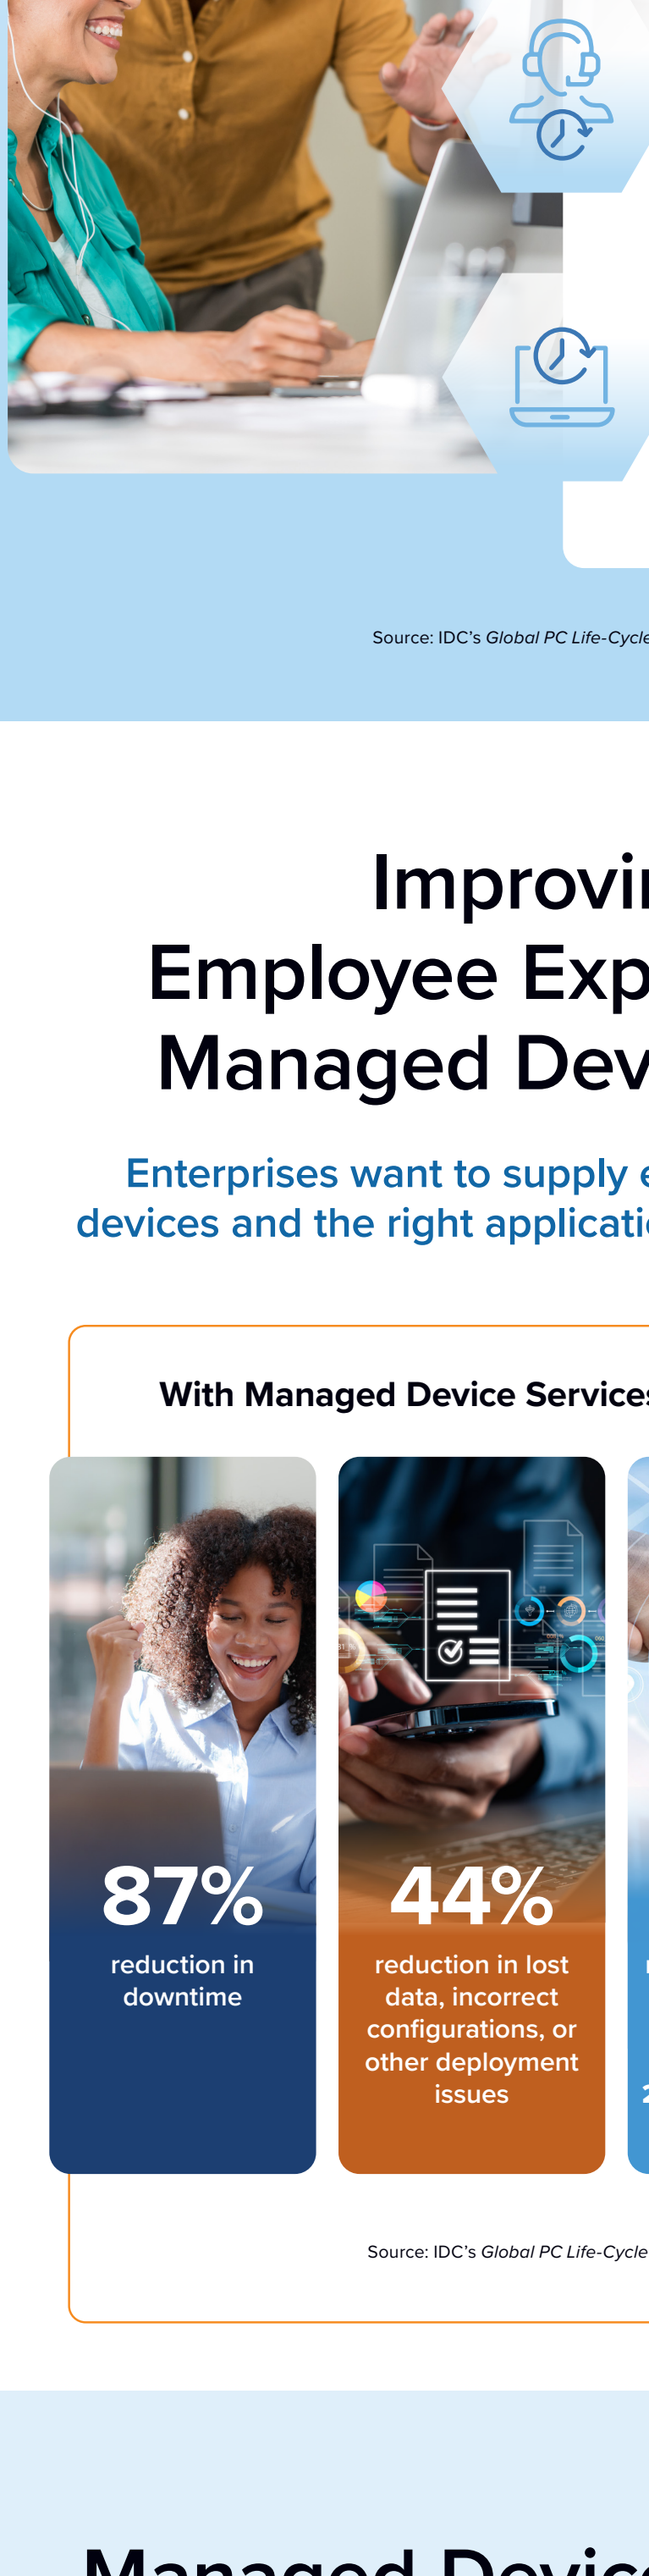 Source: IDC's Global PC Life-Cycle
Improvin
Employee Exp
Managed Dev
Enterprises want to supply e
devices and the right applicati
With Managed Device Services
87%
reduction in
downtime
44%
reduction in lost
data, incorrect
configurations, or
other deployment
issues
Source: IDC's Global PC Life-Cycle
Managed Device